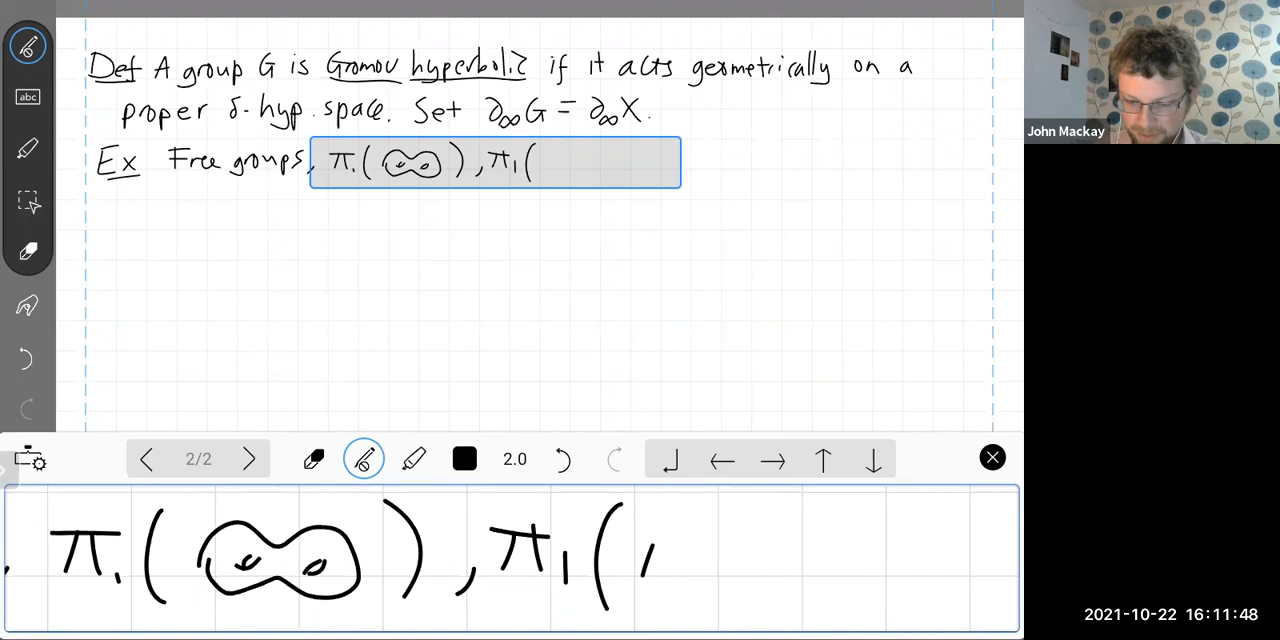 abc
Def A group G is Gromov hyperbolic if it acts geometrically on a
proper δ-hyp. space. Set ∂∞G = ∂∞X.
Ex Free groups, π₁( ), π₁(
John Mackay
2/2
2.0
π₁( ), π₁(
2021-10-22 16:11:48